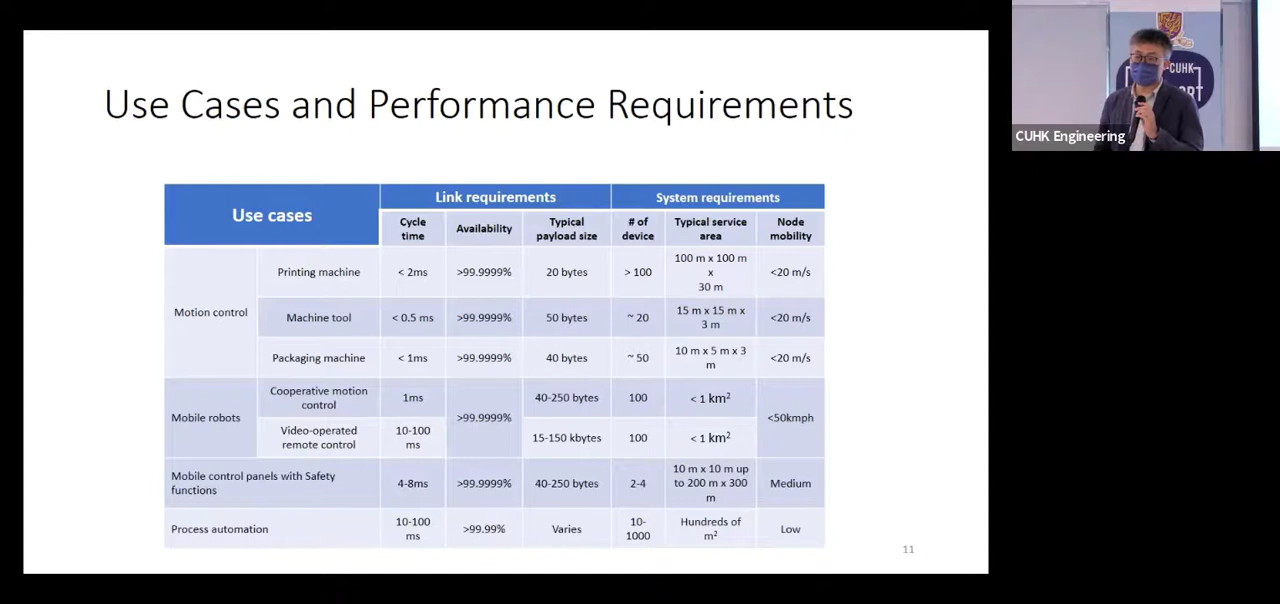 Use Cases and Performance Requirements
Use cases
Link requirements
System requirements
Cycle
time
Availability
Typical
payload size
# of
device
Typical service
area
Node
mobility
Motion control
Printing machine
< 2ms
>99.9999%
20 bytes
> 100
100 m x 100 m
x
30 m
<20 m/s
Machine tool
< 0.5 ms
>99.9999%
50 bytes
~ 20
15 m x 15 m x
3 m
<20 m/s
Packaging machine
< 1ms
>99.9999%
40 bytes
~ 50
10 m x 5 m x 3
m
<20 m/s
Mobile robots
Cooperative motion
control
1ms
>99.9999%
40-250 bytes
100
< 1 km²
<50kmph
Video-operated
remote control
10-100
ms
15-150 kbytes
100
< 1 km²
Mobile control panels with Safety
functions
4-8ms
>99.9999%
40-250 bytes
2-4
10 m x 10 m up
to 200 m x 300
m
Medium
Process automation
10-100
ms
>99.99%
Varies
10-
1000
Hundreds of
m²
Low
11
CUHK
CUHK Engineering